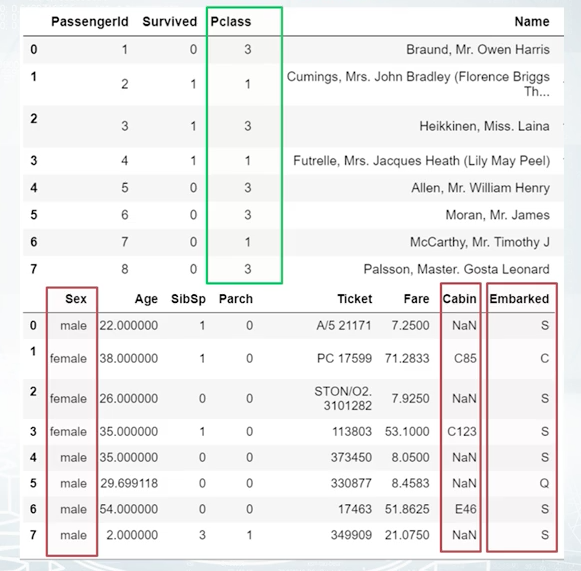 PassengerId Survived Pclass Name
0 1 0 3 Braund, Mr. Owen Harris
1 2 1 1 Cumings, Mrs. John Bradley (Florence Briggs
Th...
2 3 1 3 Heikkinen, Miss. Laina
3 4 1 1 Futrelle, Mrs. Jacques Heath (Lily May Peel)
4 5 0 3 Allen, Mr. William Henry
5 6 0 3 Moran, Mr. James
6 7 0 1 McCarthy, Mr. Timothy J
7 8 0 3 Palsson, Master. Gosta Leonard
Sex Age SibSp Parch Ticket Fare Cabin Embarked
0 male 22.000000 1 0 A/5 21171 7.2500 NaN S
1 female 38.000000 1 0 PC 17599 71.2833 C85 C
2 female 26.000000 0 0 STON/O2.
3101282 7.9250 NaN S
3 female 35.000000 1 0 113803 53.1000 C123 S
4 male 35.000000 0 0 373450 8.0500 NaN S
5 male 29.699118 0 0 330877 8.4583 NaN Q
6 male 54.000000 0 0 17463 51.8625 E46 S
7 male 2.000000 3 1 349909 21.0750 NaN S